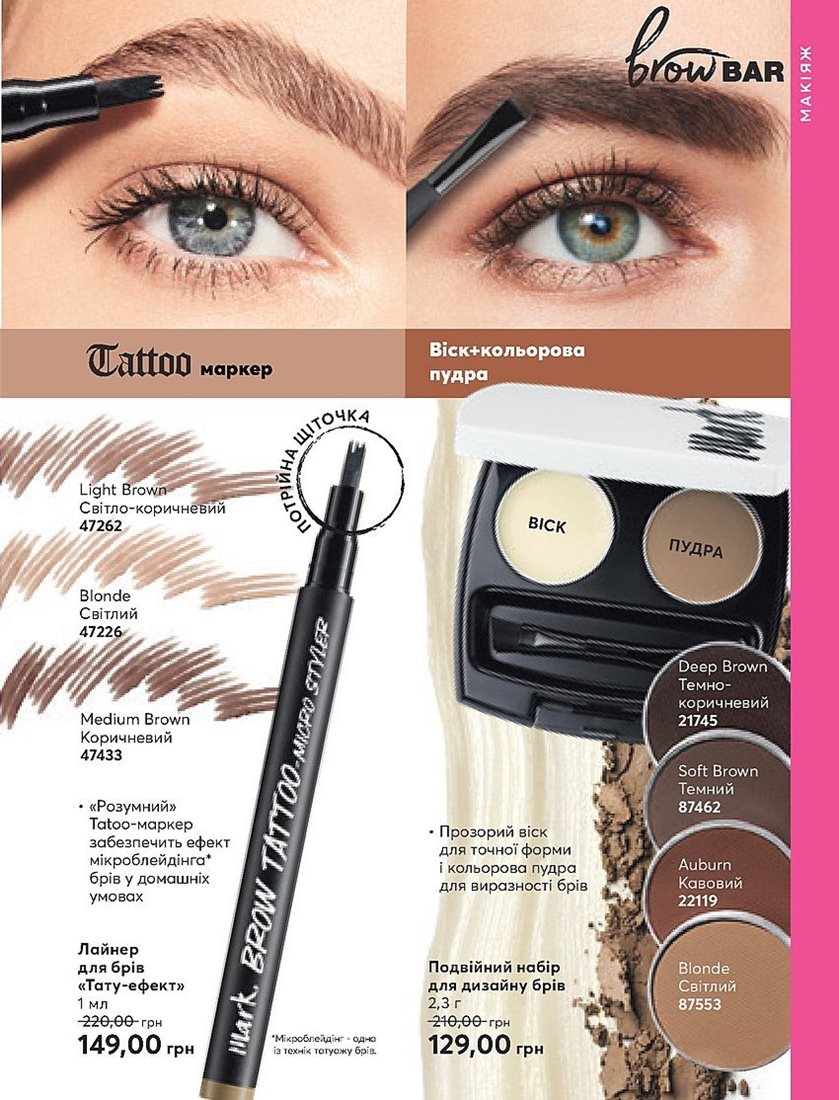 brow BAR
МАКІЯЖ
Tattoo маркер
Віск+кольорова
пудра
ПОТРІЙНА ЩІТОЧКА
Light Brown
Світло-коричневий
47262
Blonde
Світлий
47226
Medium Brown
Коричневий
47433
• «Розумний»
Tatoo-маркер
забезпечить ефект
мікроблейдінга*
брів у домашніх
умовах
Лайнер
для брів
«Тату-ефект»
1 мл
220,00 грн
149,00 грн
mark. BROW TATTOO-MICRO STYLER
*Мікроблейдінг - одна
із технік татуажу брів.
mark.
ВІСК
ПУДРА
Deep Brown
Темно-
коричневий
21745
Soft Brown
Темний
87462
Auburn
Кавовий
22119
Blonde
Світлий
87553
• Прозорий віск
для точної форми
і кольорова пудра
для виразності брів
Подвійний набір
для дизайну брів
2,3 г
210,00 грн
129,00 грн